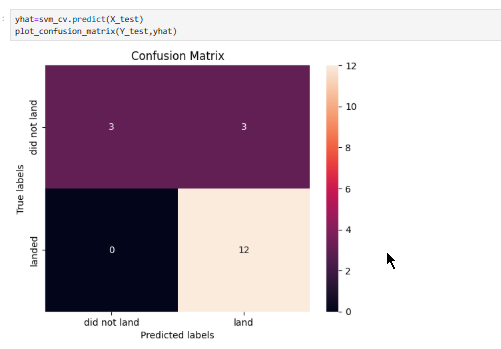 yhat=svm_cv.predict(X_test)
plot_confusion_matrix(Y_test,yhat)
Confusion Matrix
True labels
did not land
landed
3
3
0
12
did not land
land
Predicted labels
12
10
8
6
4
2
0